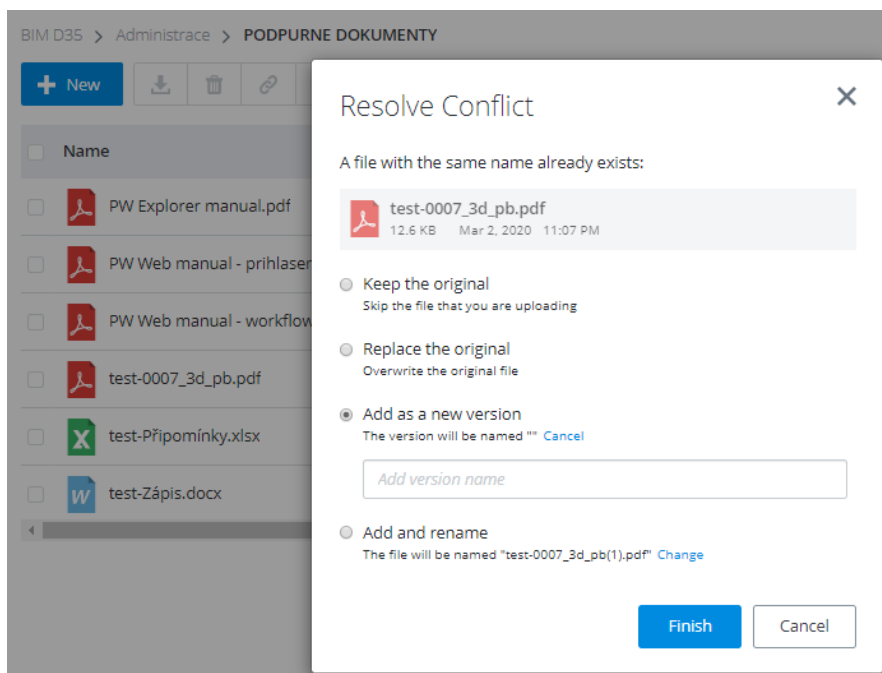 BIM D35 > Administrace > PODPURNE DOKUMENTY
+ New
Resolve Conflict
A file with the same name already exists:
test-0007_3d_pb.pdf
12.6 KB Mar 2, 2020 11:07 PM
Keep the original
Skip the file that you are uploading
Replace the original
Overwrite the original file
Add as a new version
The version will be named "" Cancel
Add version name
Add and rename
The file will be named "test-0007_3d_pb(1).pdf" Change
Finish Cancel
Name
PW Explorer manual.pdf
PW Web manual - prihlaser
PW Web manual - workflow
test-0007_3d_pb.pdf
X test-Připomínky.xlsx
W test-Zápis.docx